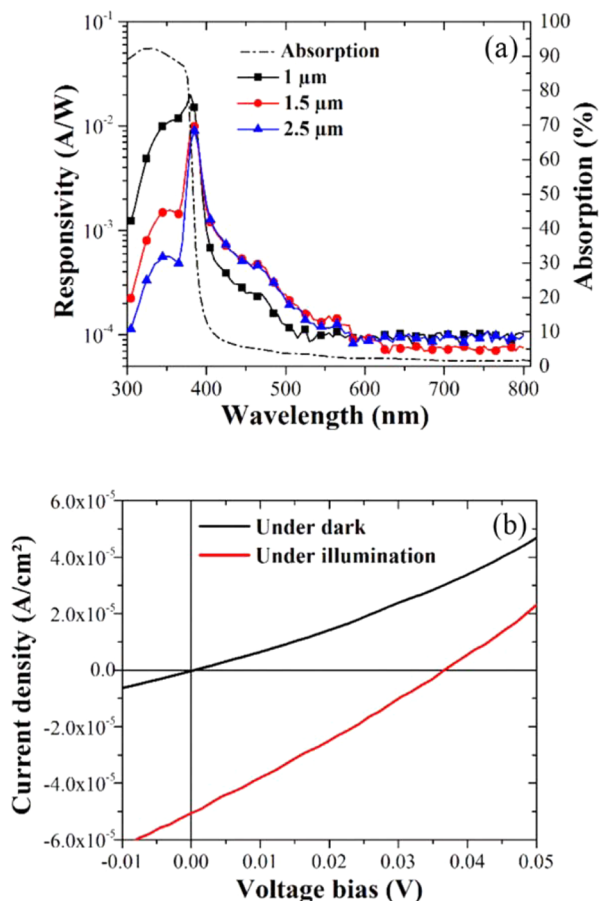 (a)
Absorption
1 µm
1.5 µm
2.5 µm
Responsivity (A/W)
10⁻¹
10⁻²
10⁻³
10⁻⁴
Absorption (%)
100
90
80
70
60
50
40
30
20
10
0
300 400 500 600 700 800
Wavelength (nm)
(b)
Under dark
Under illumination
Current density (A/cm²)
6.0x10⁻⁵
4.0x10⁻⁵
2.0x10⁻⁵
0.0
-2.0x10⁻⁵
-4.0x10⁻⁵
-6.0x10⁻⁵
-0.01 0.00 0.01 0.02 0.03 0.04 0.05
Voltage bias (V)